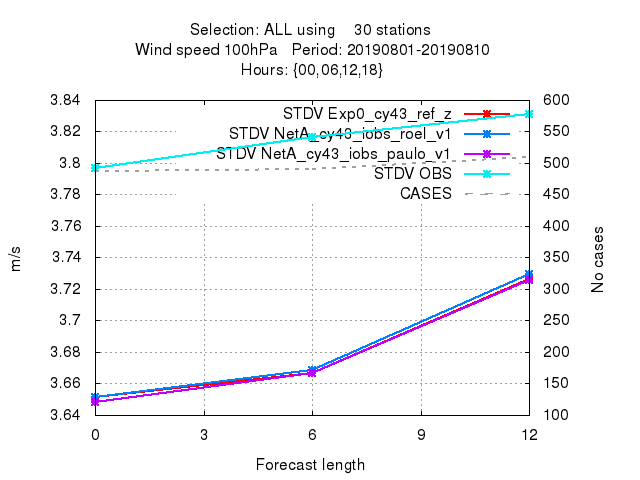 Selection: ALL using 30 stations
Wind speed 100hPa Period: 20190801-20190810
Hours: {00,06,12,18}
STDV Exp0_cy43_ref_z
STDV NetA_cy43_iobs_roel_v1
STDV NetA_cy43_iobs_paulo_v1
STDV OBS
CASES
3.84
3.82
3.8
3.78
3.76
3.74
3.72
3.7
3.68
3.66
3.64
m/s
600
550
500
450
400
350
300
250
200
150
100
No cases
0 3 6 9 12
Forecast length